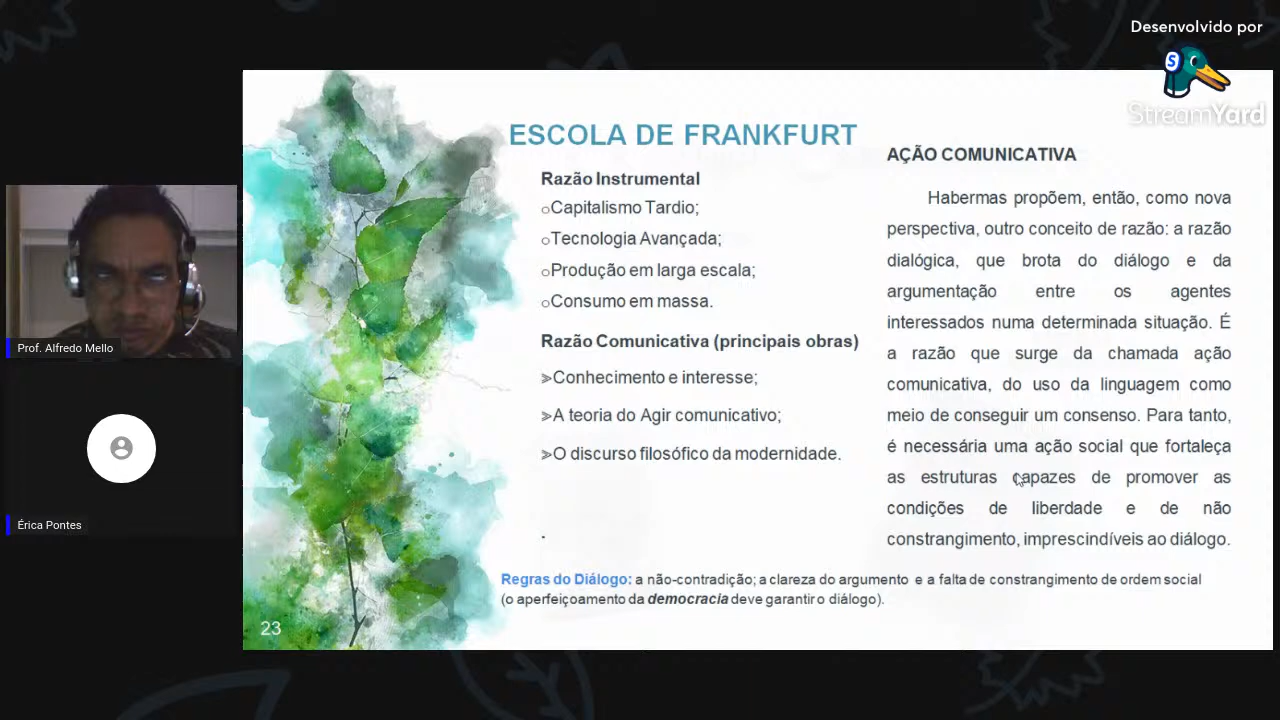 Desenvolvido por
StreamYard
ESCOLA DE FRANKFURT
Razão Instrumental
oCapitalismo Tardio;
oTecnologia Avançada;
oProdução em larga escala;
oConsumo em massa.
Razão Comunicativa (principais obras)
➢Conhecimento e interesse;
➢A teoria do Agir comunicativo;
➢O discurso filosófico da modernidade.
.
AÇÃO COMUNICATIVA
Habermas propõem, então, como nova
perspectiva, outro conceito de razão: a razão
dialógica, que brota do diálogo e da
argumentação entre os agentes
interessados numa determinada situação. É
a razão que surge da chamada ação
comunicativa, do uso da linguagem como
meio de conseguir um consenso. Para tanto,
é necessária uma ação social que fortaleça
as estruturas capazes de promover as
condições de liberdade e de não
constrangimento, imprescindíveis ao diálogo.
Regras do Diálogo: a não-contradição; a clareza do argumento e a falta de constrangimento de ordem social
(o aperfeiçoamento da democracia deve garantir o diálogo).
23
Prof. Alfredo Mello
Érica Pontes